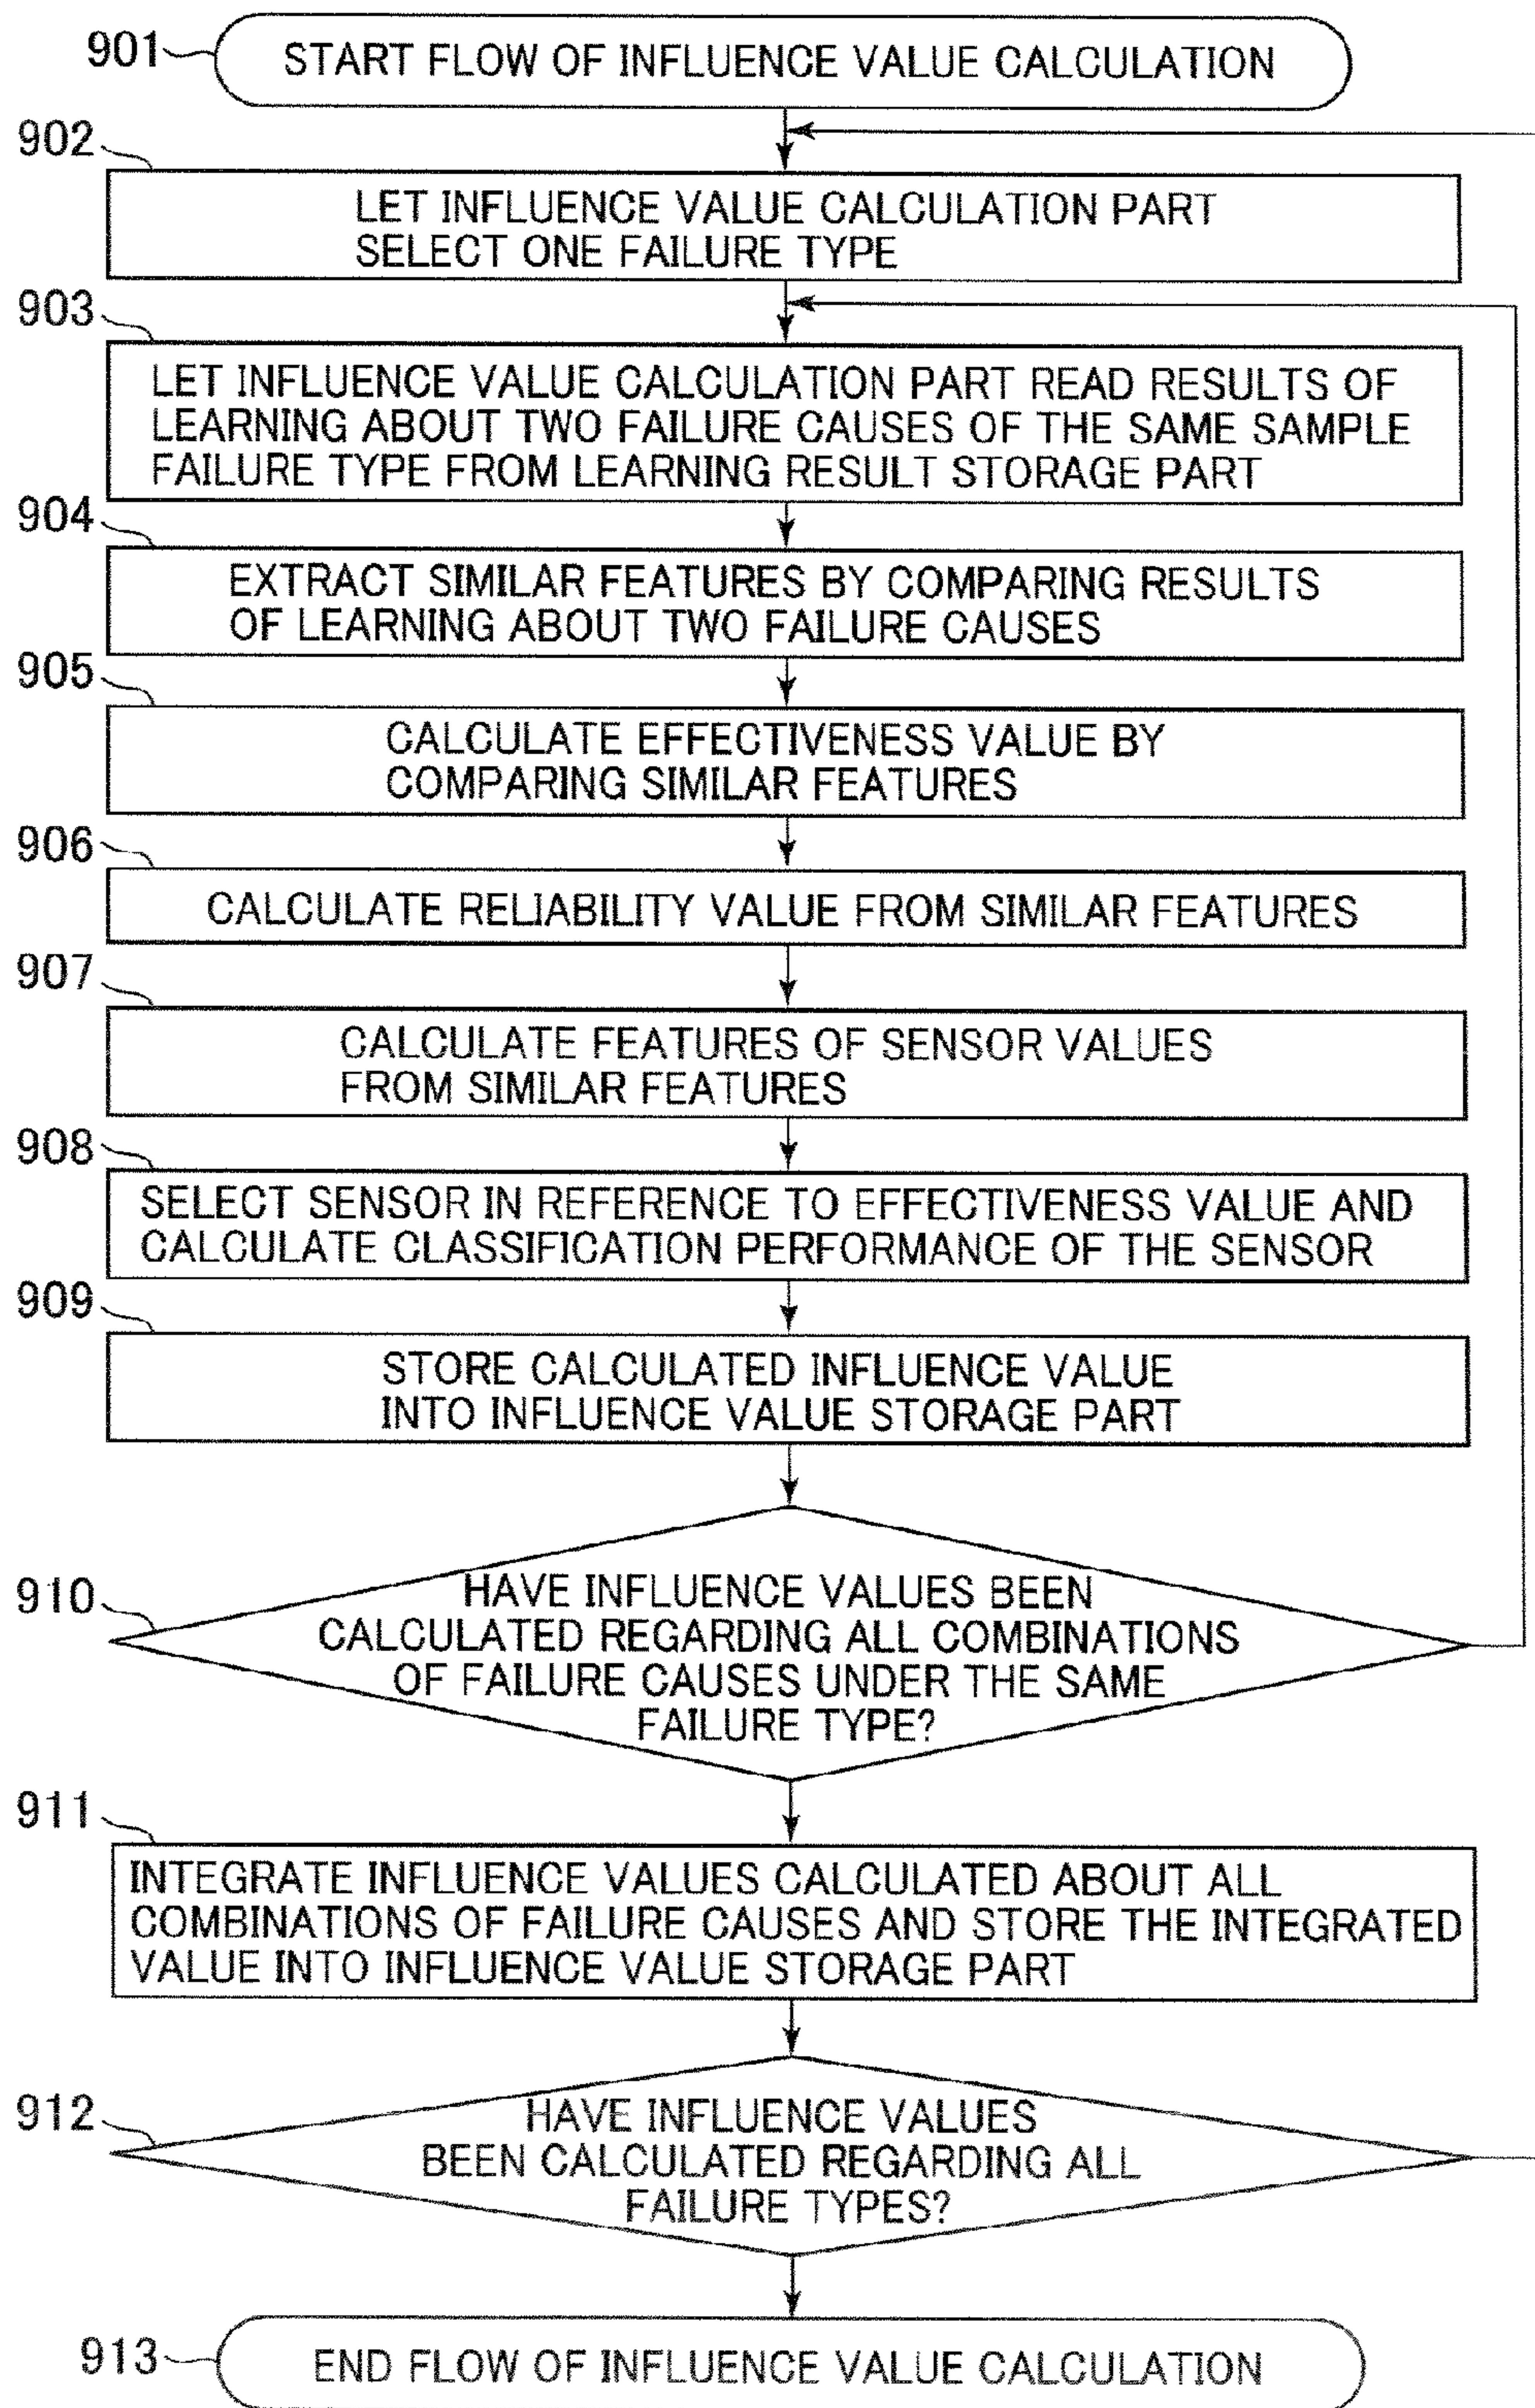 901
START FLOW OF INFLUENCE VALUE CALCULATION
902
LET INFLUENCE VALUE CALCULATION PART
SELECT ONE FAILURE TYPE
903
LET INFLUENCE VALUE CALCULATION PART READ RESULTS OF
LEARNING ABOUT TWO FAILURE CAUSES OF THE SAME SAMPLE
FAILURE TYPE FROM LEARNING RESULT STORAGE PART
904
EXTRACT SIMILAR FEATURES BY COMPARING RESULTS
OF LEARNING ABOUT TWO FAILURE CAUSES
905
CALCULATE EFFECTIVENESS VALUE BY
COMPARING SIMILAR FEATURES
906
CALCULATE RELIABILITY VALUE FROM SIMILAR FEATURES
907
CALCULATE FEATURES OF SENSOR VALUES
FROM SIMILAR FEATURES
908
SELECT SENSOR IN REFERENCE TO EFFECTIVENESS VALUE AND
CALCULATE CLASSIFICATION PERFORMANCE OF THE SENSOR
909
STORE CALCULATED INFLUENCE VALUE
INTO INFLUENCE VALUE STORAGE PART
910
HAVE INFLUENCE VALUES BEEN
CALCULATED REGARDING ALL COMBINATIONS
OF FAILURE CAUSES UNDER THE SAME
FAILURE TYPE?
911
INTEGRATE INFLUENCE VALUES CALCULATED ABOUT ALL
COMBINATIONS OF FAILURE CAUSES AND STORE THE INTEGRATED
VALUE INTO INFLUENCE VALUE STORAGE PART
912
HAVE INFLUENCE VALUES
BEEN CALCULATED REGARDING ALL
FAILURE TYPES?
913
END FLOW OF INFLUENCE VALUE CALCULATION